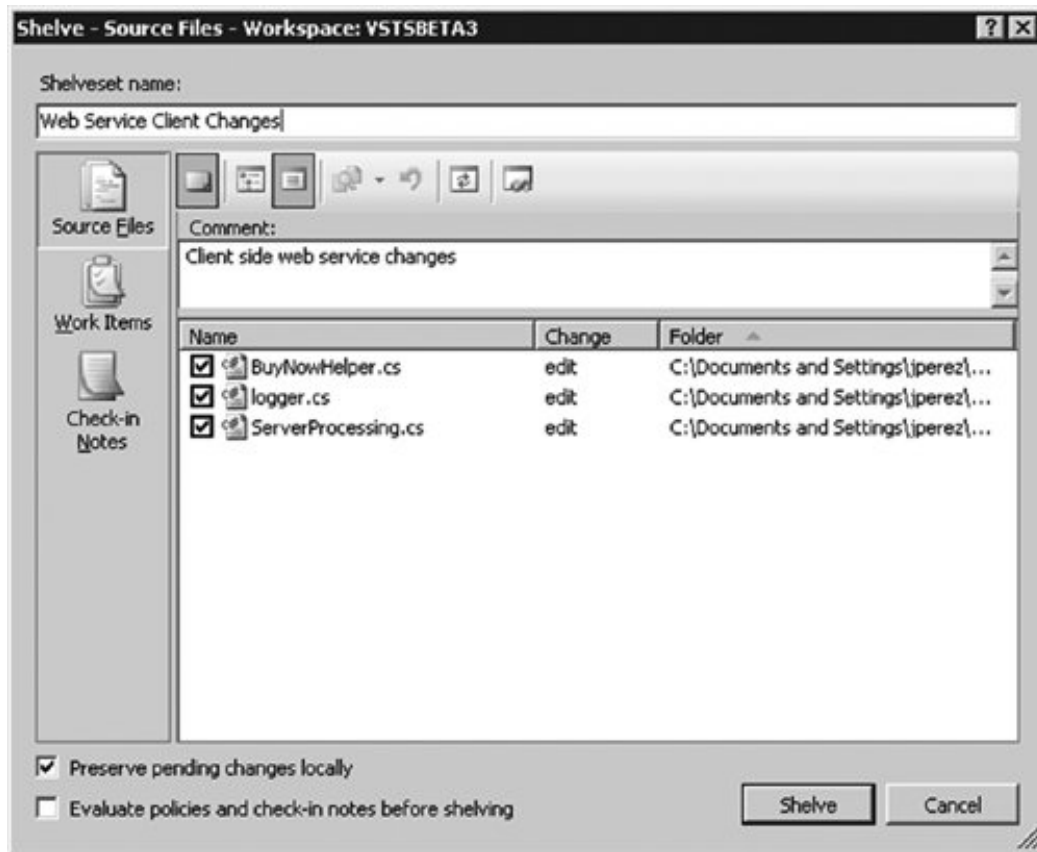 Shelve - Source Files - Workspace: VSTSBETA3
Shelveset name:
Web Service Client Changes
Source Files
Work Items
Check-in
Notes
Comment:
Client side web service changes
Name Change Folder
BuyNowHelper.cs edit C:\Documents and Settings\jperez\...
logger.cs edit C:\Documents and Settings\jperez\...
ServerProcessing.cs edit C:\Documents and Settings\jperez\...
Preserve pending changes locally
Evaluate policies and check-in notes before shelving
Shelve Cancel